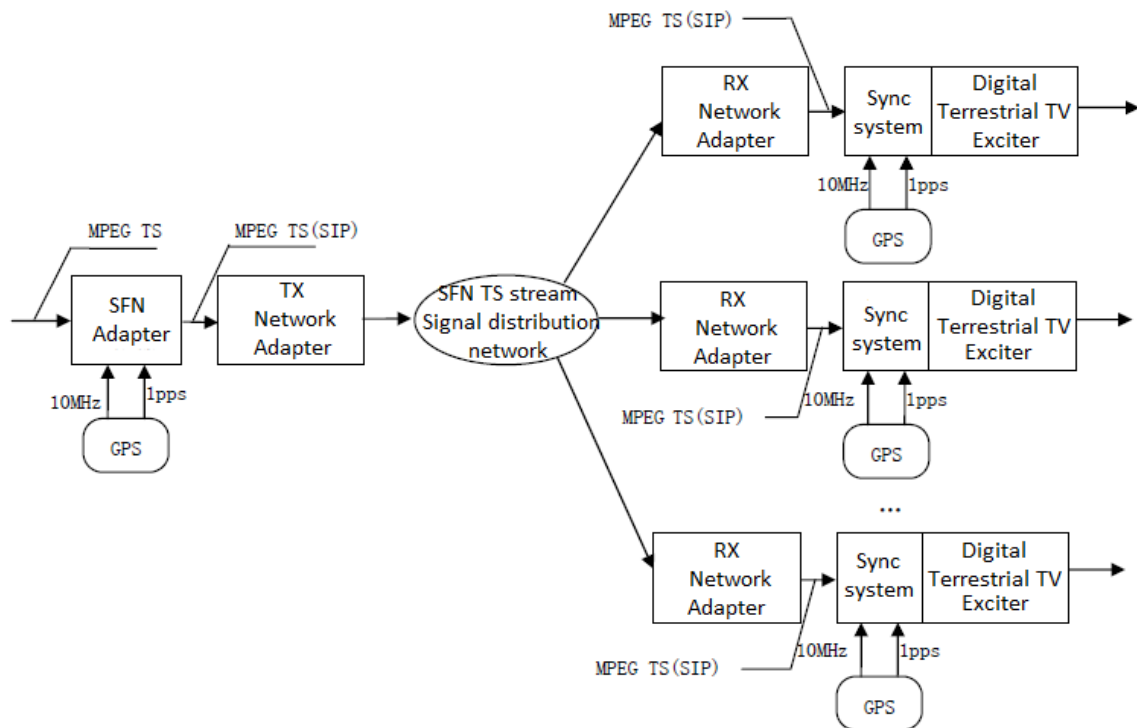 MPEG TS(SIP)
RX
Network
Adapter
Sync
system
Digital
Terrestrial TV
Exciter
10MHz
1pps
GPS
MPEG TS
MPEG TS(SIP)
SFN
Adapter
TX
Network
Adapter
10MHz
1pps
GPS
SFN TS stream
Signal distribution
network
RX
Network
Adapter
Sync
system
Digital
Terrestrial TV
Exciter
MPEG TS(SIP)
10MHz
1pps
GPS
...
RX
Network
Adapter
Sync
system
Digital
Terrestrial TV
Exciter
MPEG TS(SIP)
10MHz
1pps
GPS